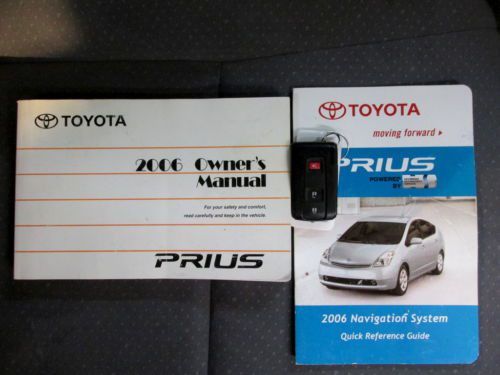 TOYOTA
2006 Owner's
Manual
For your safety and comfort,
read carefully and keep in the vehicle.
PRIUS
TOYOTA
moving forward
PRIUS
POWERED
BY
2006 Navigation System
Quick Reference Guide